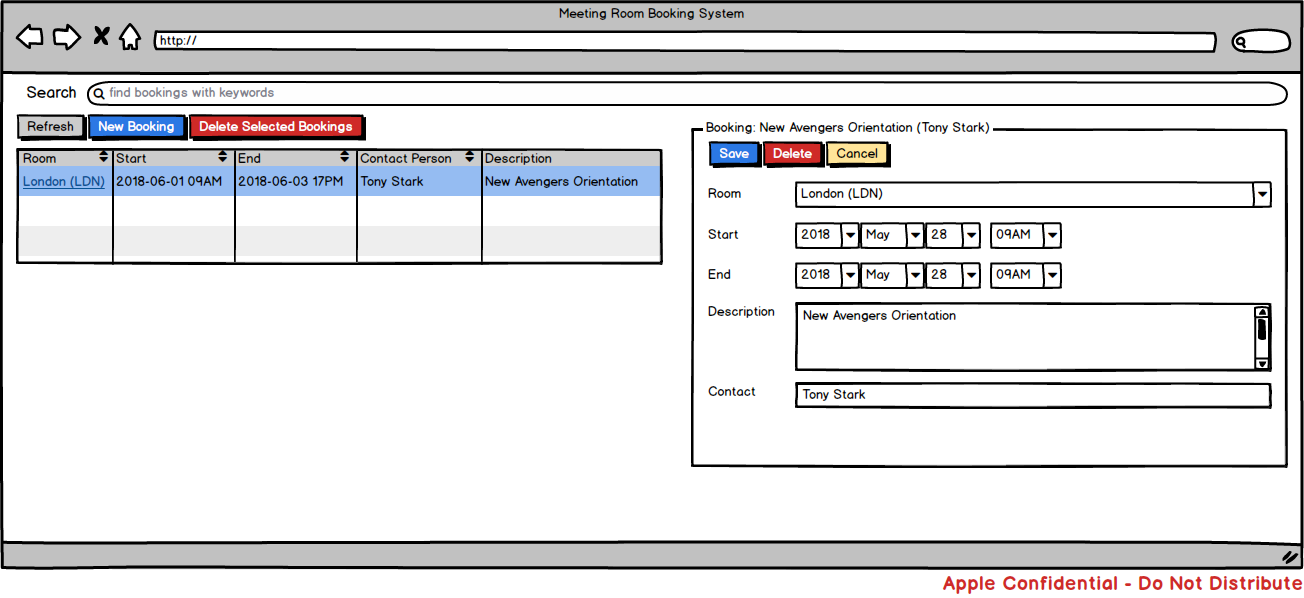 Meeting Room Booking System
http://
Search find bookings with keywords
Refresh New Booking Delete Selected Bookings
Room Start End Contact Person Description
London (LDN) 2018-06-01 09AM 2018-06-03 17PM Tony Stark New Avengers Orientation
Booking: New Avengers Orientation (Tony Stark)
Save Delete Cancel
Room London (LDN)
Start 2018 May 28 09AM
End 2018 May 28 09AM
Description New Avengers Orientation
Contact Tony Stark
Apple Confidential - Do Not Distribute